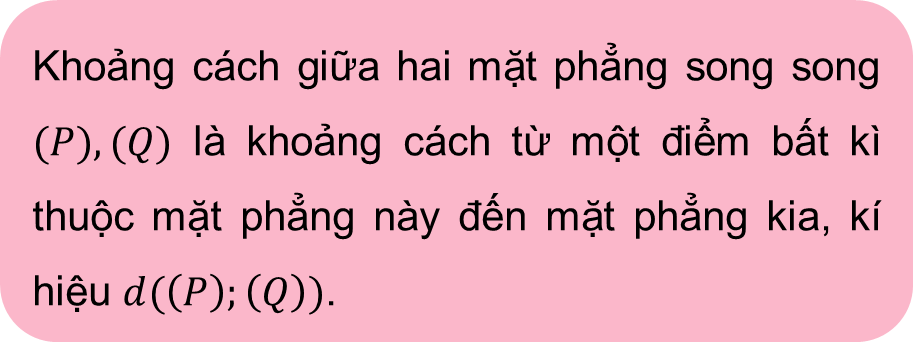 Khoảng cách giữa hai mặt phẳng song song
(P), (Q) là khoảng cách từ một điểm bất kì
thuộc mặt phẳng này đến mặt phẳng kia, kí
hiệu d((P); (Q)).